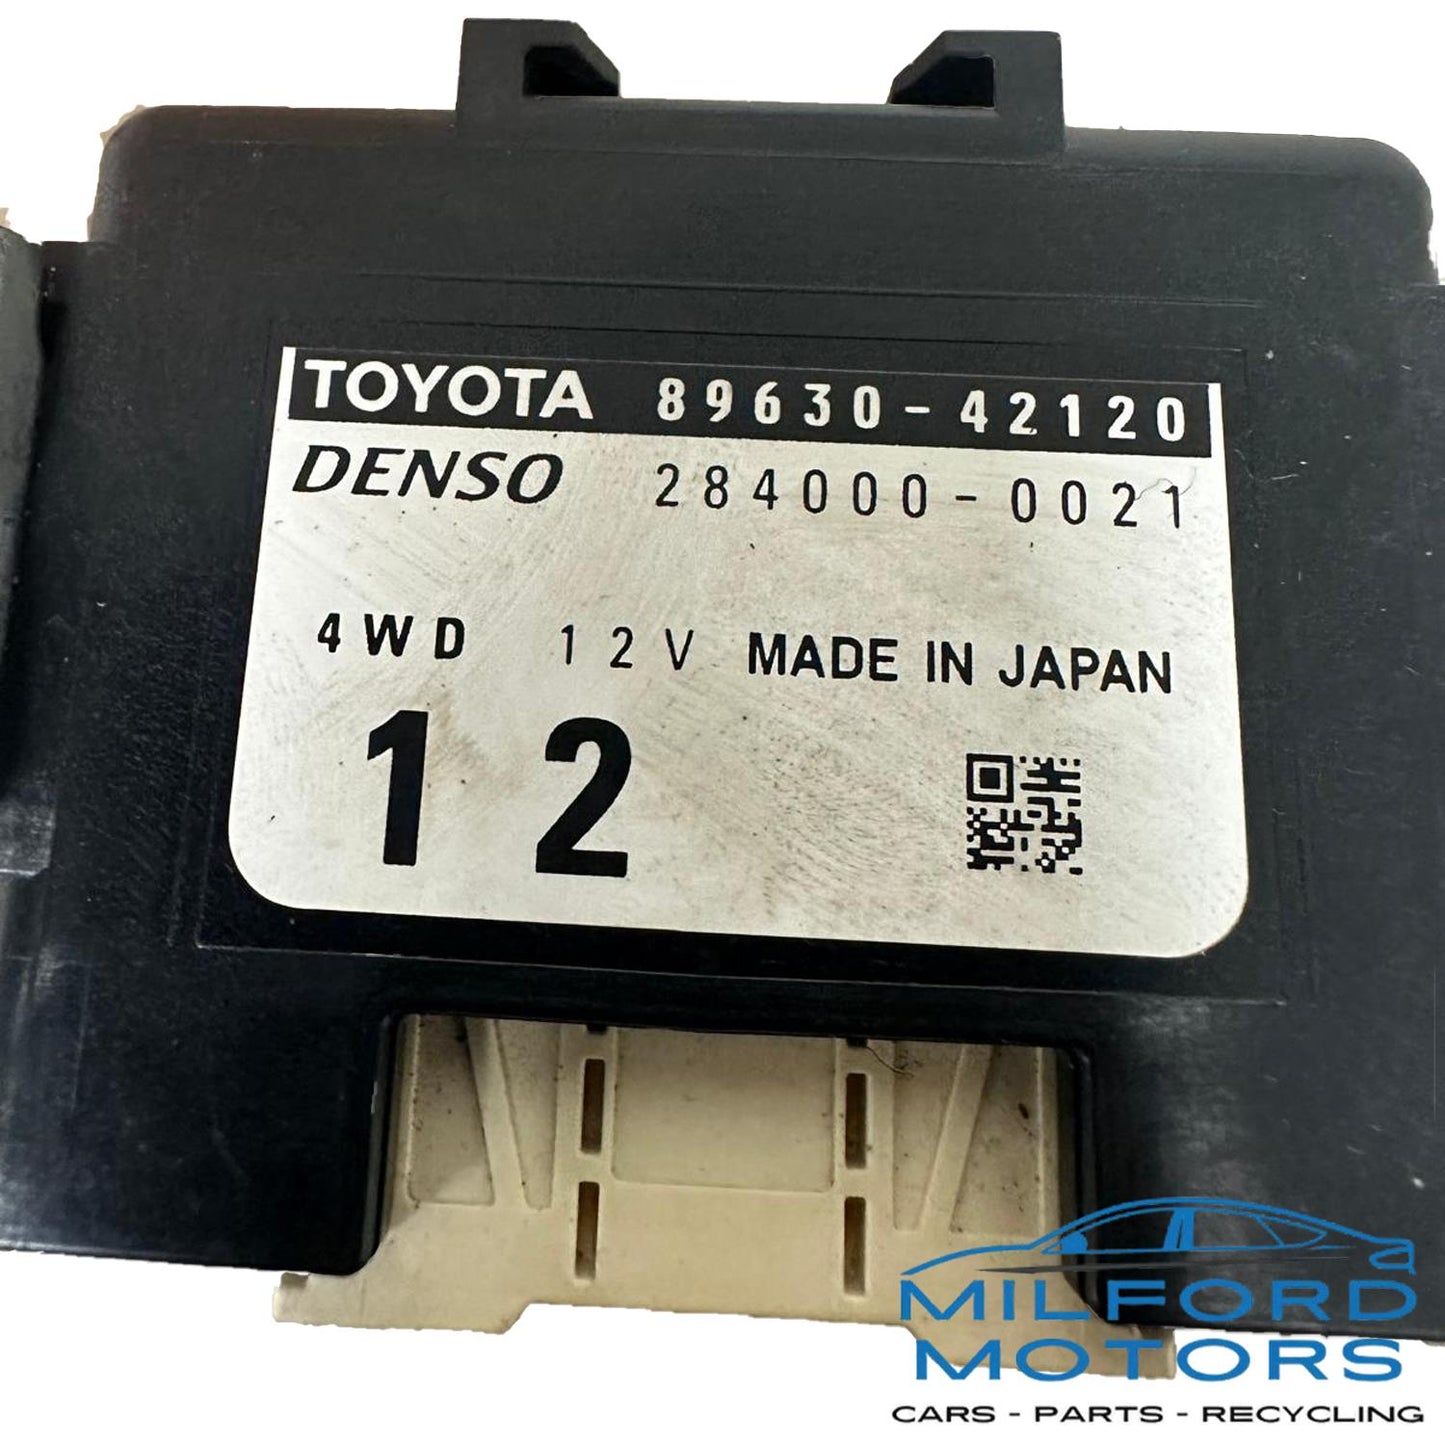 TOYOTA 89630-42120
DENSO 284000-0021
4WD 12V MADE IN JAPAN
12
MILFORD
MOTORS
CARS - PARTS - RECYCLING